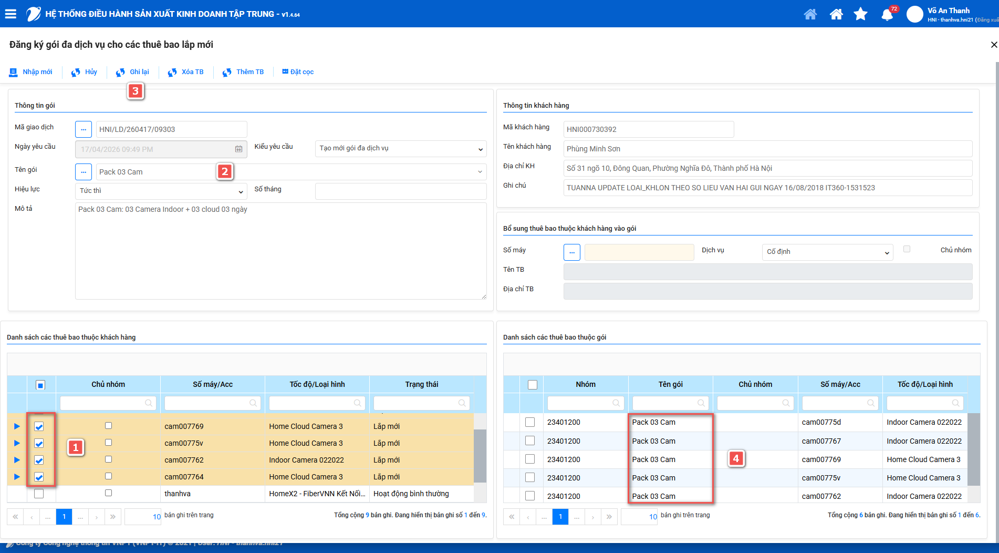 HỆ THỐNG ĐIỀU HÀNH SẢN XUẤT KINH DOANH TẬP TRUNG - v1.4.64
72
Võ An Thanh
HNI - thanhva.hni21 (Đăng xuấ
Đăng ký gói đa dịch vụ cho các thuê bao lắp mới
Nhập mới
Hủy
Ghi lại
Xóa TB
Thêm TB
Đặt cọc
3
Thông tin gói
Mã giao dịch
...
HNI/LD/260417/09303
Ngày yêu cầu
17/04/2026 09:49 PM
Kiểu yêu cầu
Tạo mới gói đa dịch vụ
Tên gói
...
Pack 03 Cam
2
Hiệu lực
Tức thì
Số tháng
Mô tả
Pack 03 Cam: 03 Camera Indoor + 03 cloud 03 ngày
Thông tin khách hàng
Mã khách hàng
HNI000730392
Tên khách hàng
Phùng Minh Sơn
Địa chỉ KH
Số 31 ngõ 10, Đông Quan, Phường Nghĩa Đô, Thành phố Hà Nội
Ghi chú
TUANNA UPDATE LOAI_KHLON THEO SO LIEU VAN HAI GUI NGAY 16/08/2018 IT360-1531523
Bổ sung thuê bao thuộc khách hàng vào gói
Số máy
...
Dịch vụ
Cố định
Chủ nhóm
Tên TB
Địa chỉ TB
Danh sách các thuê bao thuộc khách hàng
Chủ nhóm Số máy/Acc Tốc độ/Loại hình Trạng thái
cam007769 Home Cloud Camera 3 Lắp mới
cam00775v Home Cloud Camera 3 Lắp mới
1
cam007762 Indoor Camera 022022 Lắp mới
cam007764 Home Cloud Camera 3 Lắp mới
thanhva HomeX2 - FiberVNN Kết Nối... Hoạt động bình thường
« ‹ ... 1 ... › » 10 bản ghi trên trang
Tổng cộng 9 bản ghi. Đang hiển thị bản ghi số 1 đến 9.
Danh sách các thuê bao thuộc gói
Nhóm Tên gói Chủ nhóm Số máy/Acc Tốc độ/Loại hình
23401200 Pack 03 Cam cam00775d Indoor Camera 022022
23401200 Pack 03 Cam cam007767 Indoor Camera 022022
23401200 Pack 03 Cam cam007769 Home Cloud Camera 3
4
23401200 Pack 03 Cam cam00775v Home Cloud Camera 3
23401200 Pack 03 Cam cam007762 Indoor Camera 022022
« ‹ ... 1 ... › » 10 bản ghi trên trang
Tổng cộng 6 bản ghi. Đang hiển thị bản ghi số 1 đến 6.
Công ty Công nghệ thông tin VNPT (VNPT-IT) © 2021 | User: HNI - thanhva.hni21